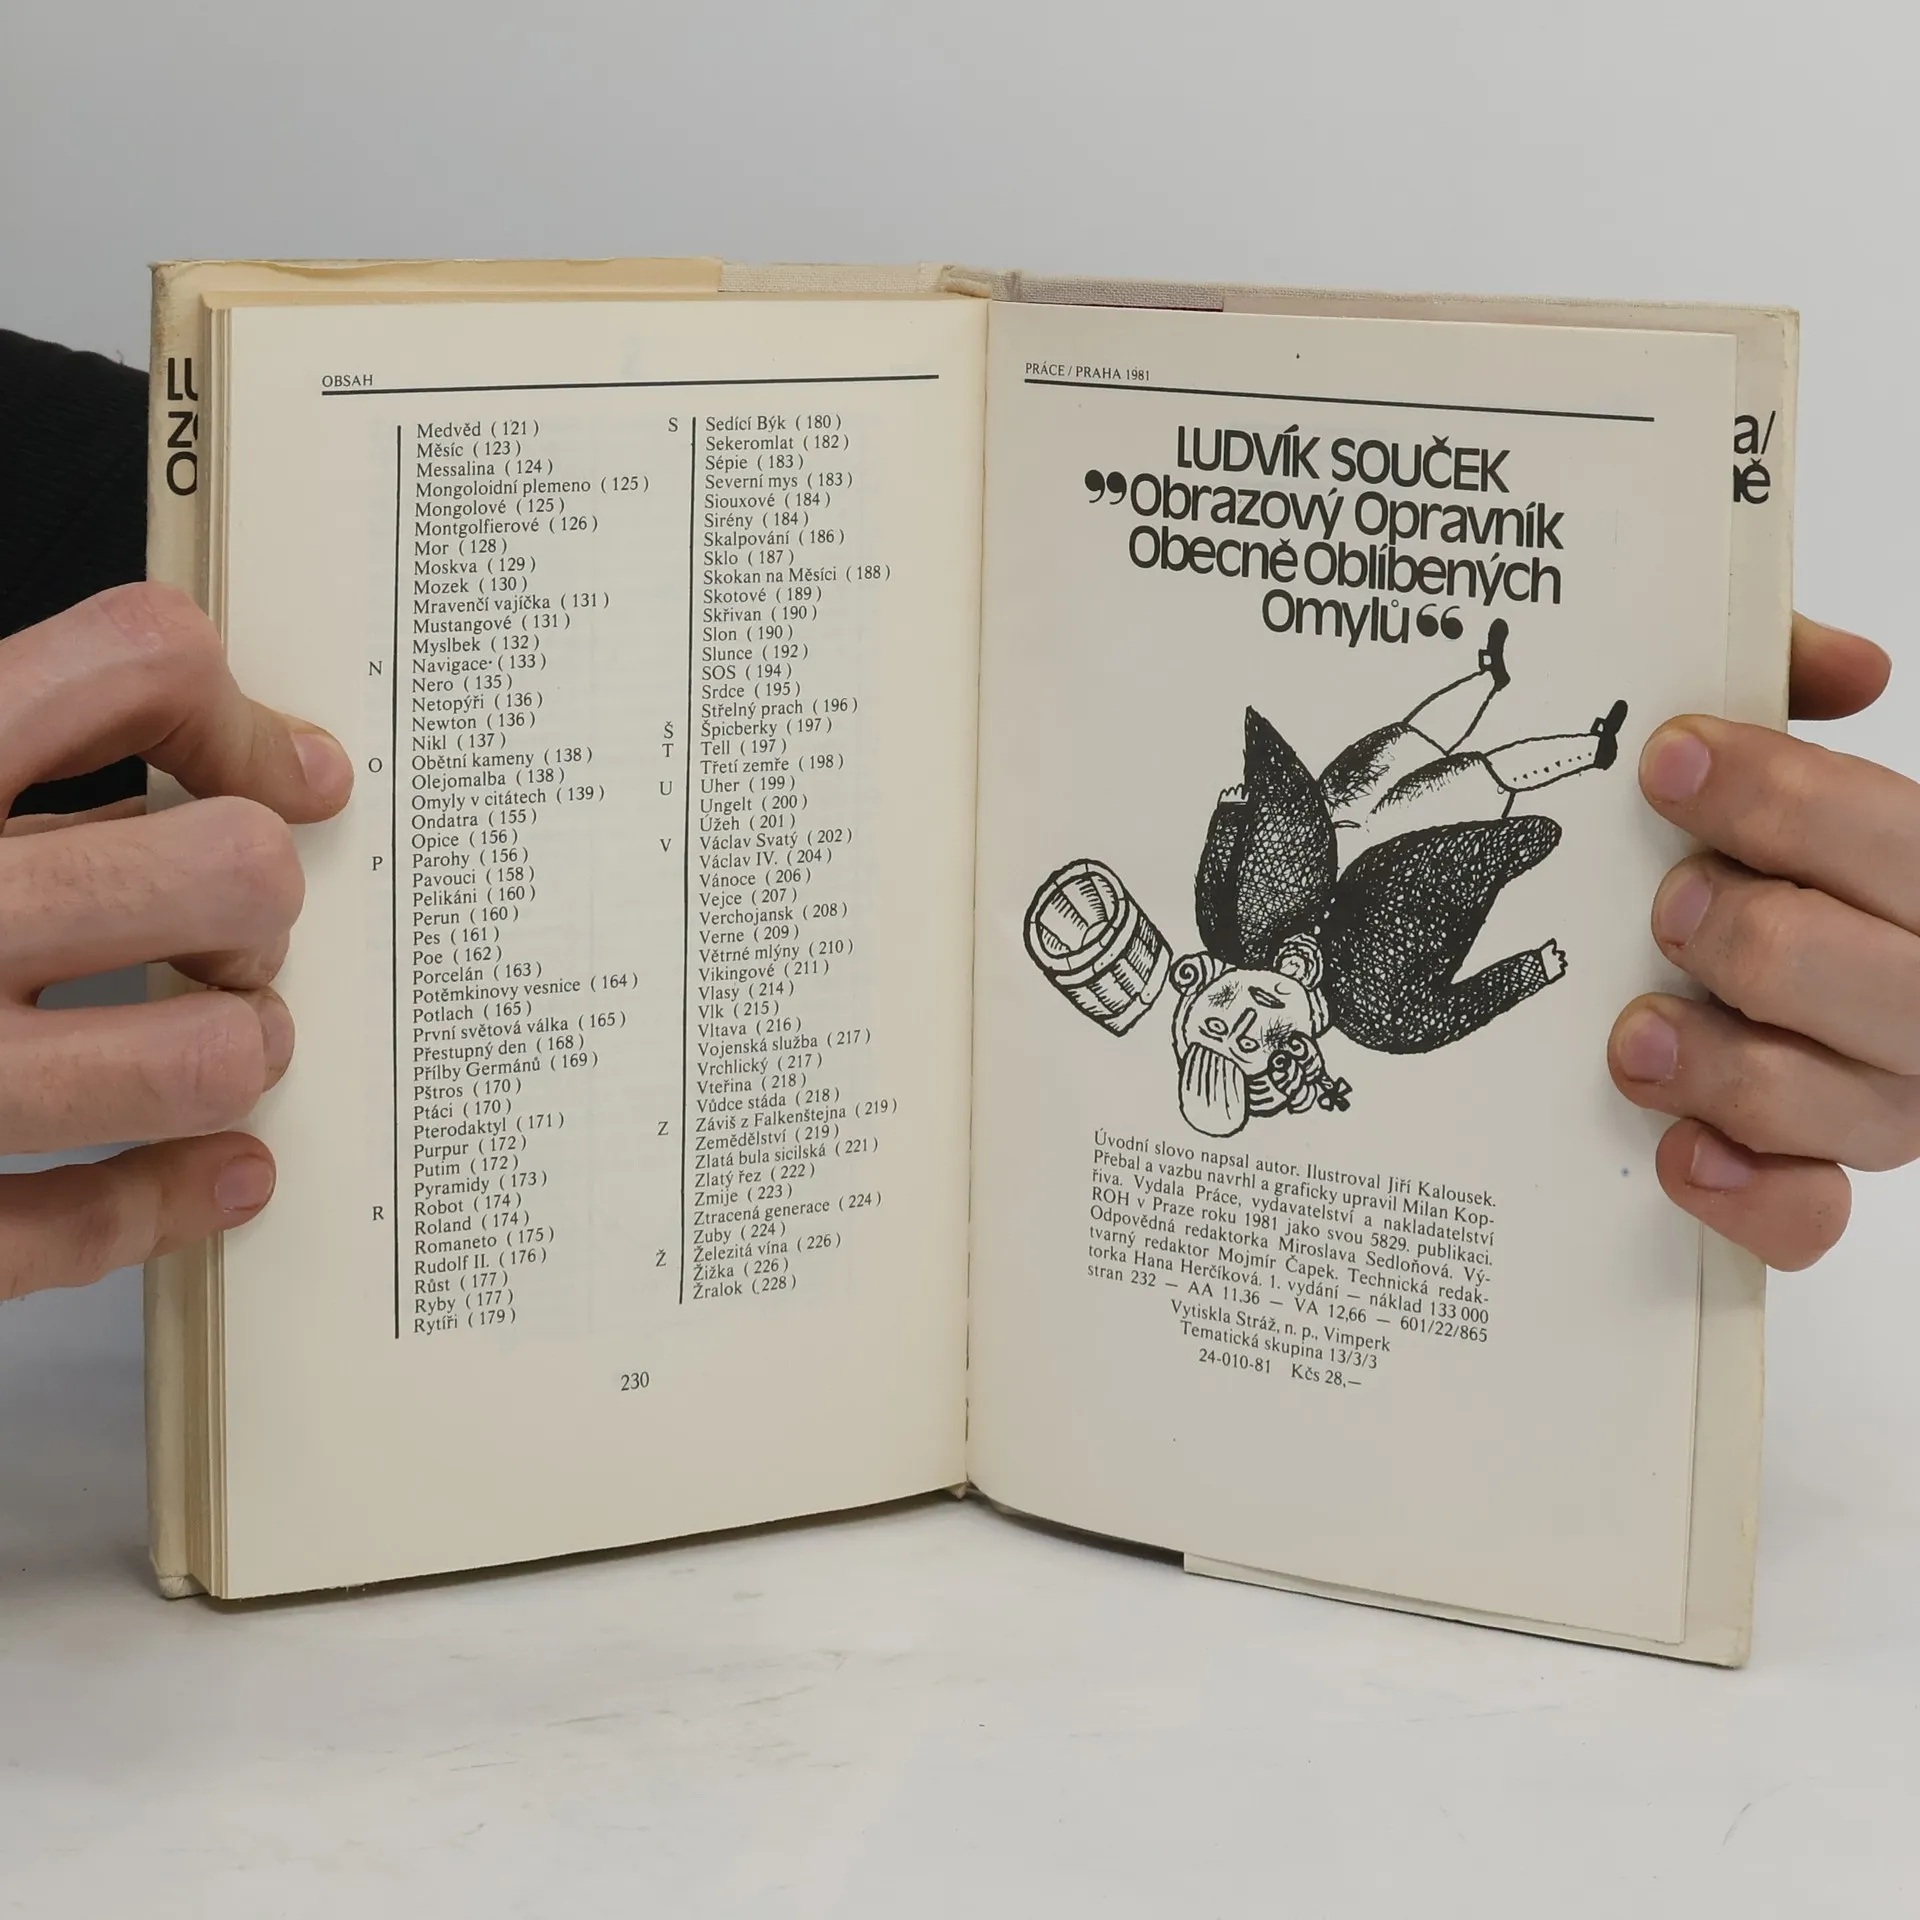 OBSAH
Medvěd (121)
Měsíc (123)
Messalina (124)
Mongoloidní plemeno (125)
Mongolové (125)
Montgolfierové (126)
Mor (128)
Moskva (129)
Mozek (130)
Mravenčí vajíčka (131)
Mustangové (131)
Myslbek (132)
N Navigace (133)
Nero (135)
Netopýři (136)
Newton (136)
Nikl (137)
O Obětní kameny (138)
Olejomalba (138)
Omyly v citátech (139)
Ondatra (155)
Opice (156)
P Parohy (156)
Pavouci (158)
Pelikáni (160)
Perun (160)
Pes (161)
Poe (162)
Porcelán (163)
Potěmkinovy vesnice (164)
Potlach (165)
První světová válka (165)
Přestupný den (168)
Přílby Germánů (169)
Pštros (170)
Ptáci (170)
Pterodaktyl (171)
Purpur (172)
Putim (172)
Pyramidy (173)
R Robot (174)
Roland (174)
Romaneto (175)
Rudolf II. (176)
Růst (177)
Ryby (177)
Rytíři (179)
S Sedící Býk (180)
Sekeromlat (182)
Sépie (183)
Severní mys (183)
Siouxové (184)
Sirény (184)
Skalpování (186)
Sklo (187)
Skokan na Měsíci (188)
Skotové (189)
Skřivan (190)
Slon (190)
Slunce (192)
SOS (194)
Srdce (195)
Střelný prach (196)
Š Špicberky (197)
T Tell (197)
Třetí zemře (198)
U Uher (199)
Ungelt (200)
Úžeh (201)
V Václav Svatý (202)
Václav IV. (204)
Vánoce (206)
Vejce (207)
Verchojansk (208)
Verne (209)
Větrné mlýny (210)
Vikingové (211)
Vlasy (214)
Vlk (215)
Vltava (216)
Vojenská služba (217)
Vrchlický (217)
Vteřina (218)
Vůdce stáda (218)
Z Záviš z Falkenštejna (219)
Zemědělství (219)
Zlatá bula sicilská (221)
Zlatý řez (222)
Zmije (223)
Ztracená generace (224)
Zuby (224)
Ž Železitá vína (226)
Žižka (226)
Žralok (228)
230
PRÁCE / PRAHA 1981
LUDVÍK SOUČEK
„Obrazový Opravník
Obecně Oblíbených
Omylů“
Úvodní slovo napsal autor. Ilustroval Jiří Kalousek.
Přebal a vazbu navrhl a graficky upravil Milan Kop-
řiva. Vydala Práce, vydavatelství a nakladatelství
ROH v Praze roku 1981 jako svou 5829. publikaci.
Odpovědná redaktorka Miroslava Sedloňová. Vý-
tvarný redaktor Mojmír Čapek. Technická redak-
torka Hana Herčíková. 1. vydání — náklad 133 000
stran 232 — AA 11.36 — VA 12,66 — 601/22/865
Vytiskla Stráž, n. p., Vimperk
Tematická skupina 13/3/3
24-010-81 Kčs 28,—